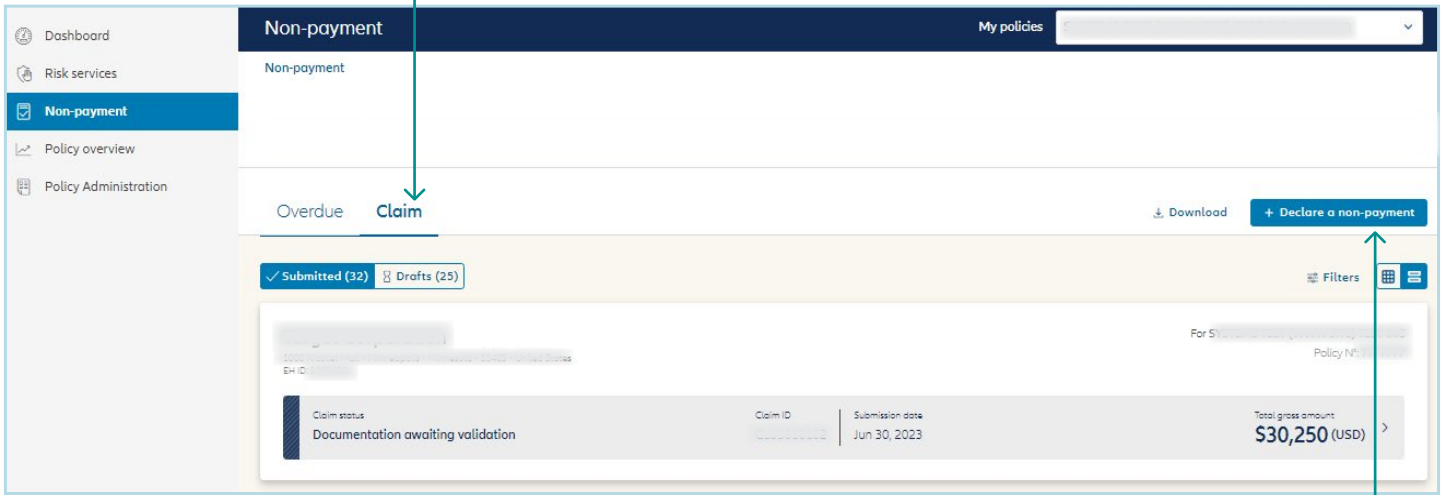 Dashboard
Risk services
Non-payment
Policy overview
Policy Administration
Non-payment
My policies
Non-payment
Overdue Claim
Download + Declare a non-payment
Submitted (32) Drafts (25)
Filters
For
EH ID:
Policy N°:
Claim status Claim ID Submission date Total gross amount
Documentation awaiting validation Jun 30, 2023 $30,250 (USD)